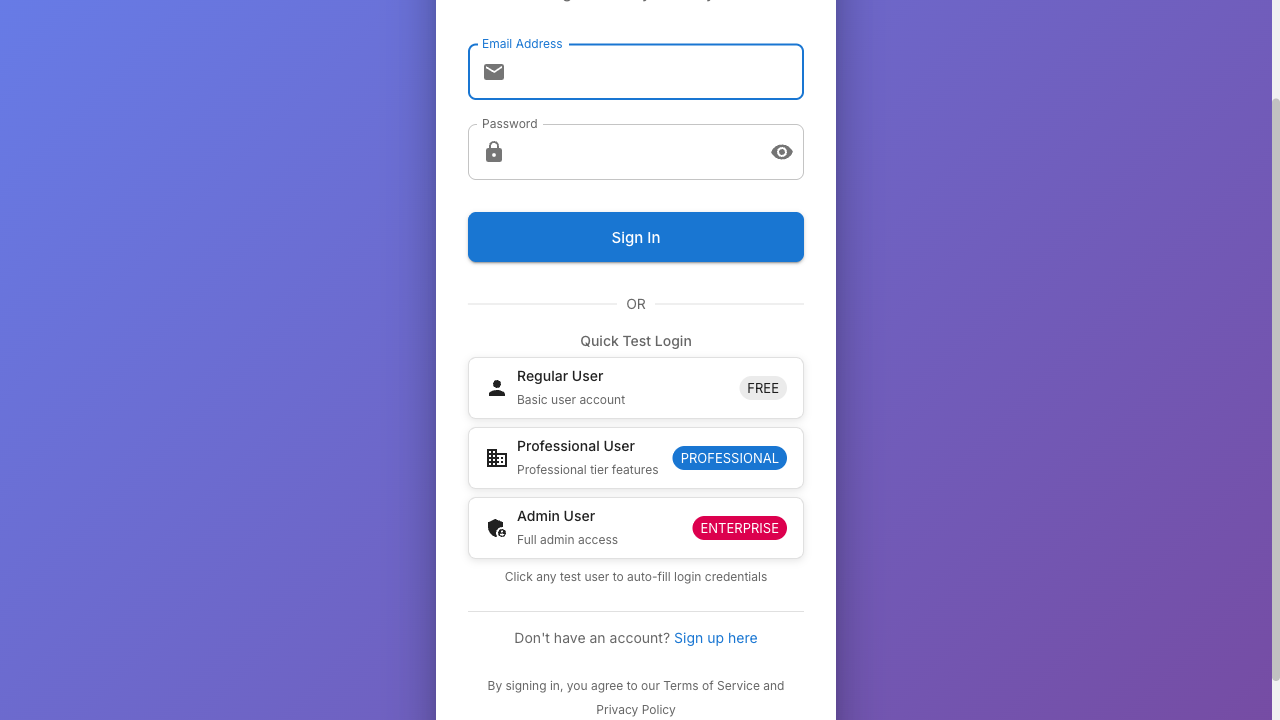 Email Address
Password
Sign In
OR
Quick Test Login
Regular User
Basic user account
FREE
Professional User
Professional tier features
PROFESSIONAL
Admin User
Full admin access
ENTERPRISE
Click any test user to auto-fill login credentials
Don't have an account? Sign up here
By signing in, you agree to our Terms of Service and
Privacy Policy